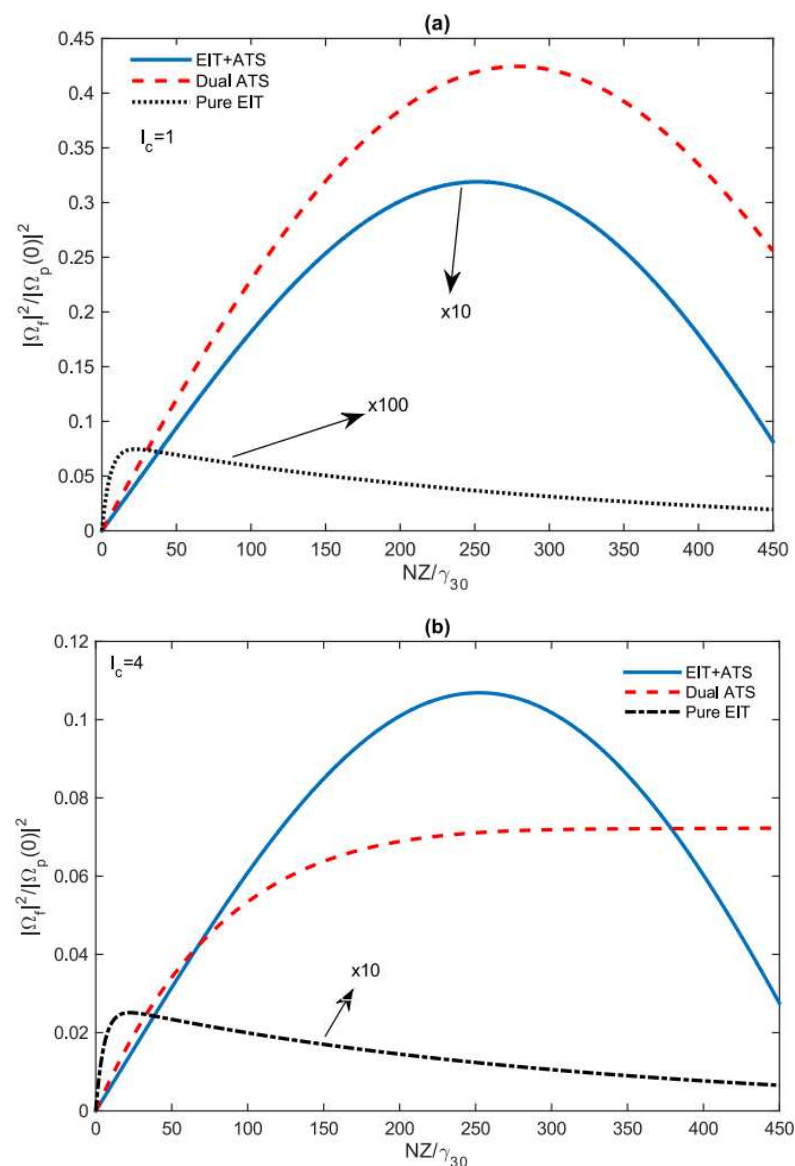 (a)
0.45
0.4
0.35
0.3
0.25
0.2
0.15
0.1
0.05
0
EIT+ATS
Dual ATS
Pure EIT
I_c=1
x10
x100
|Ω_f|^2/|Ω_p(0)|^2
0 50 100 150 200 250 300 350 400 450
NZ/γ_30
(b)
0.12
0.1
0.08
0.06
0.04
0.02
0
I_c=4
EIT+ATS
Dual ATS
Pure EIT
x10
|Ω_f|^2/|Ω_p(0)|^2
0 50 100 150 200 250 300 350 400 450
NZ/γ_30